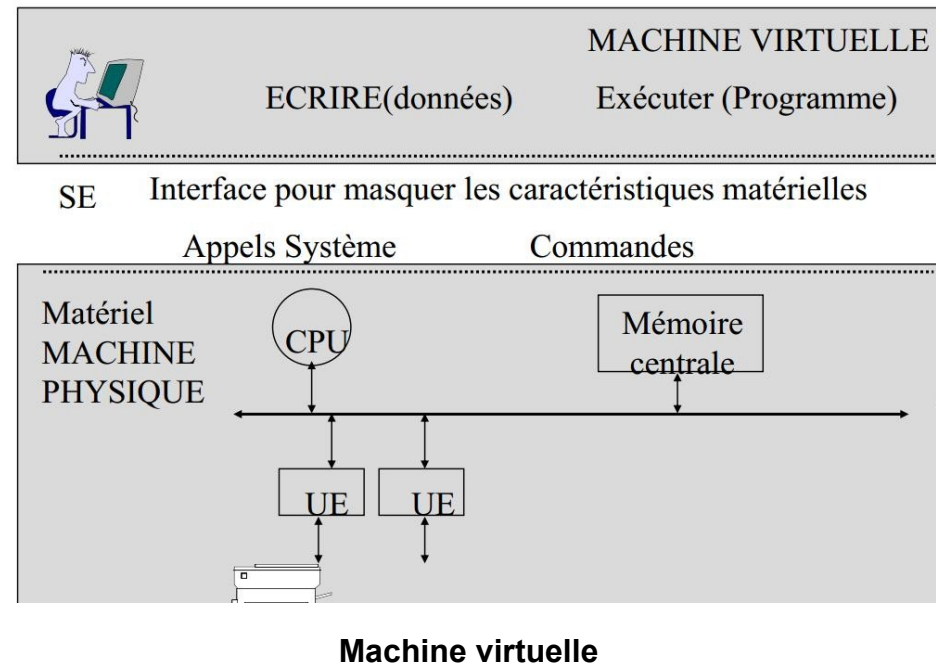 MACHINE VIRTUELLE
ECRIRE(données) Exécuter (Programme)
SE Interface pour masquer les caractéristiques matérielles
Appels Système Commandes
Matériel
MACHINE
PHYSIQUE
CPU
Mémoire
centrale
UE UE
Machine virtuelle